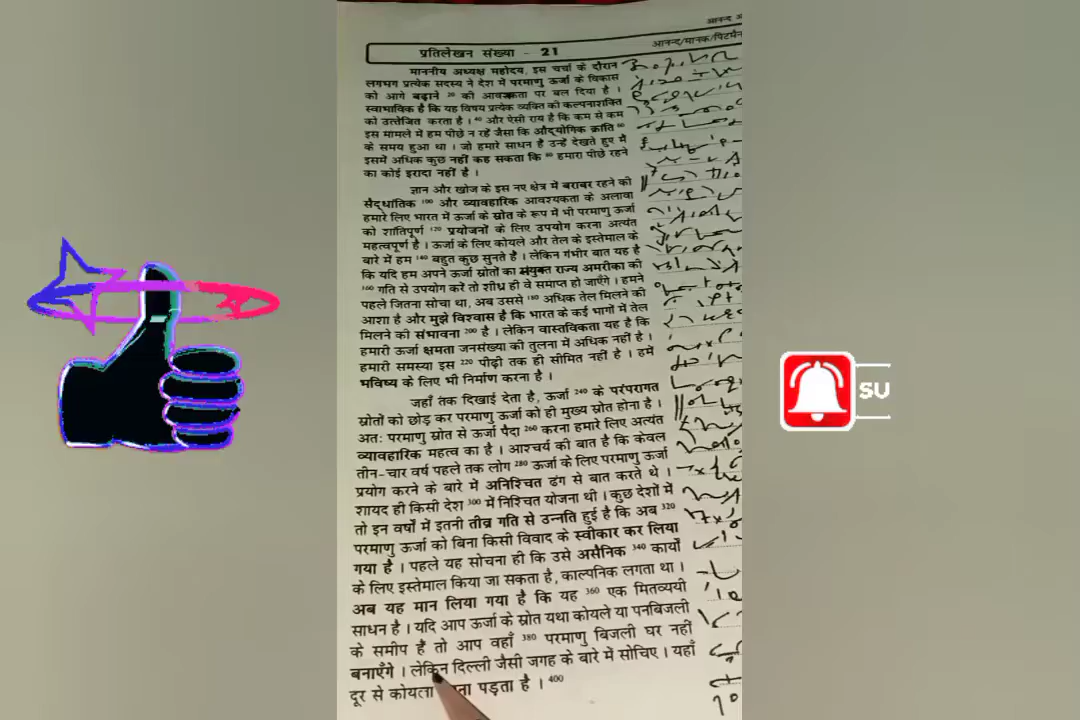 आनन्द
आनन्द/मानक/पिटमैन
प्रतिलेखन संख्या - 21
माननीय अध्यक्ष महोदय, इस चर्चा के दौरान
लगभग प्रत्येक सदस्य ने देश में परमाणु ऊर्जा के विकास
को आगे बढ़ाने 20 की आवश्यकता पर बल दिया है ।
स्वाभाविक है कि यह विषय प्रत्येक व्यक्ति की कल्पनाशक्ति
को उत्तेजित करता है । 40 और ऐसी राय है कि कम से कम
इस मामले में हम पीछे न रहें जैसा कि औद्योगिक क्रांति 60
के समय हुआ था । जो हमारे साधन है उन्हें देखते हुए मैं
इसमें अधिक कुछ नहीं कह सकता कि 80 हमारा पीछे रहने
का कोई इरादा नहीं है ।
ज्ञान और खोज के इस नए क्षेत्र में बराबर रहने की
सैद्धांतिक 100 और व्यावहारिक आवश्यकता के अलावा
हमारे लिए भारत में ऊर्जा के स्रोत के रूप में भी परमाणु ऊर्जा
को शांतिपूर्ण 120 प्रयोजनों के लिए उपयोग करना अत्यंत
महत्वपूर्ण है । ऊर्जा के लिए कोयले और तेल के इस्तेमाल के
बारे में हम 140 बहुत कुछ सुनते है । लेकिन गंभीर बात यह है
कि यदि हम अपने ऊर्जा स्रोतों का संयुक्त राज्य अमरीका की
160 गति से उपयोग करें तो शीघ्र ही वे समाप्त हो जाएँगे । हमने
पहले जितना सोचा था, अब उससे 180 अधिक तेल मिलने की
आशा है और मुझे विश्वास है कि भारत के कई भागों में तेल
मिलने की संभावना 200 है । लेकिन वास्तविकता यह है कि
हमारी ऊर्जा क्षमता जनसंख्या की तुलना में अधिक नहीं है ।
हमारी समस्या इस 220 पीढ़ी तक ही सीमित नहीं है । हमें
भविष्य के लिए भी निर्माण करना है ।
जहाँ तक दिखाई देता है, ऊर्जा 240 के परंपरागत
स्रोतों को छोड़ कर परमाणु ऊर्जा को ही मुख्य स्रोत होना है ।
अतः परमाणु स्रोत से ऊर्जा पैदा 260 करना हमारे लिए अत्यंत
व्यावहारिक महत्व का है । आश्चर्य की बात है कि केवल
तीन-चार वर्ष पहले तक लोग 280 ऊर्जा के लिए परमाणु ऊर्जा
प्रयोग करने के बारे में अनिश्चित ढंग से बात करते थे ।
शायद ही किसी देश 300 में निश्चित योजना थी । कुछ देशों में
तो इन वर्षों में इतनी तीव्र गति से उन्नति हुई है कि अब 320
परमाणु ऊर्जा को बिना किसी विवाद के स्वीकार कर लिया
गया है । पहले यह सोचना ही कि उसे असैनिक 340 कार्यों
के लिए इस्तेमाल किया जा सकता है, काल्पनिक लगता था ।
अब यह मान लिया गया है कि यह 360 एक मितव्ययी
साधन है । यदि आप ऊर्जा के स्रोत यथा कोयले या पनबिजली
के समीप हैं तो आप वहाँ 380 परमाणु बिजली घर नहीं
बनाएँगे । लेकिन दिल्ली जैसी जगह के बारे में सोचिए । यहाँ
दूर से कोयला पड़ता है । 400
SU